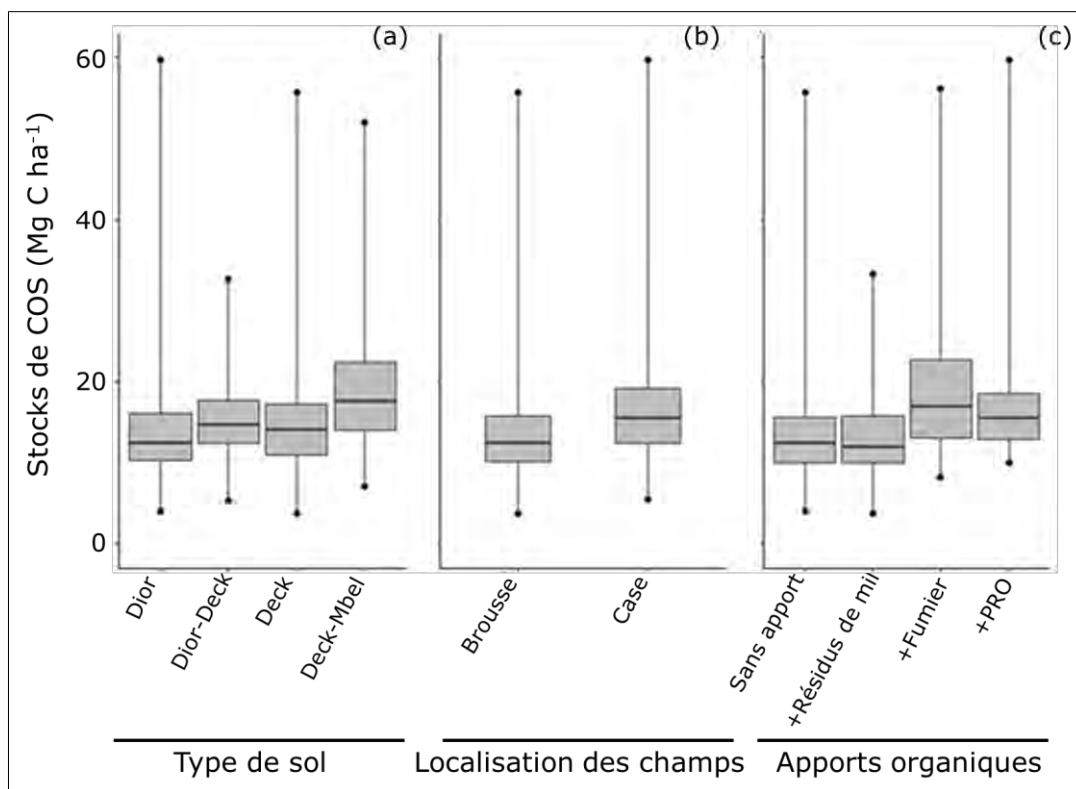 (a)
(b)
(c)
Stocks de COS (Mg C ha⁻¹)
60
40
20
0
Dior
Dior-Deck
Deck
Deck-Mbel
Brousse
Case
Sans apport
+Résidus de mil
+Fumier
+PRO
Type de sol
Localisation des champs
Apports organiques